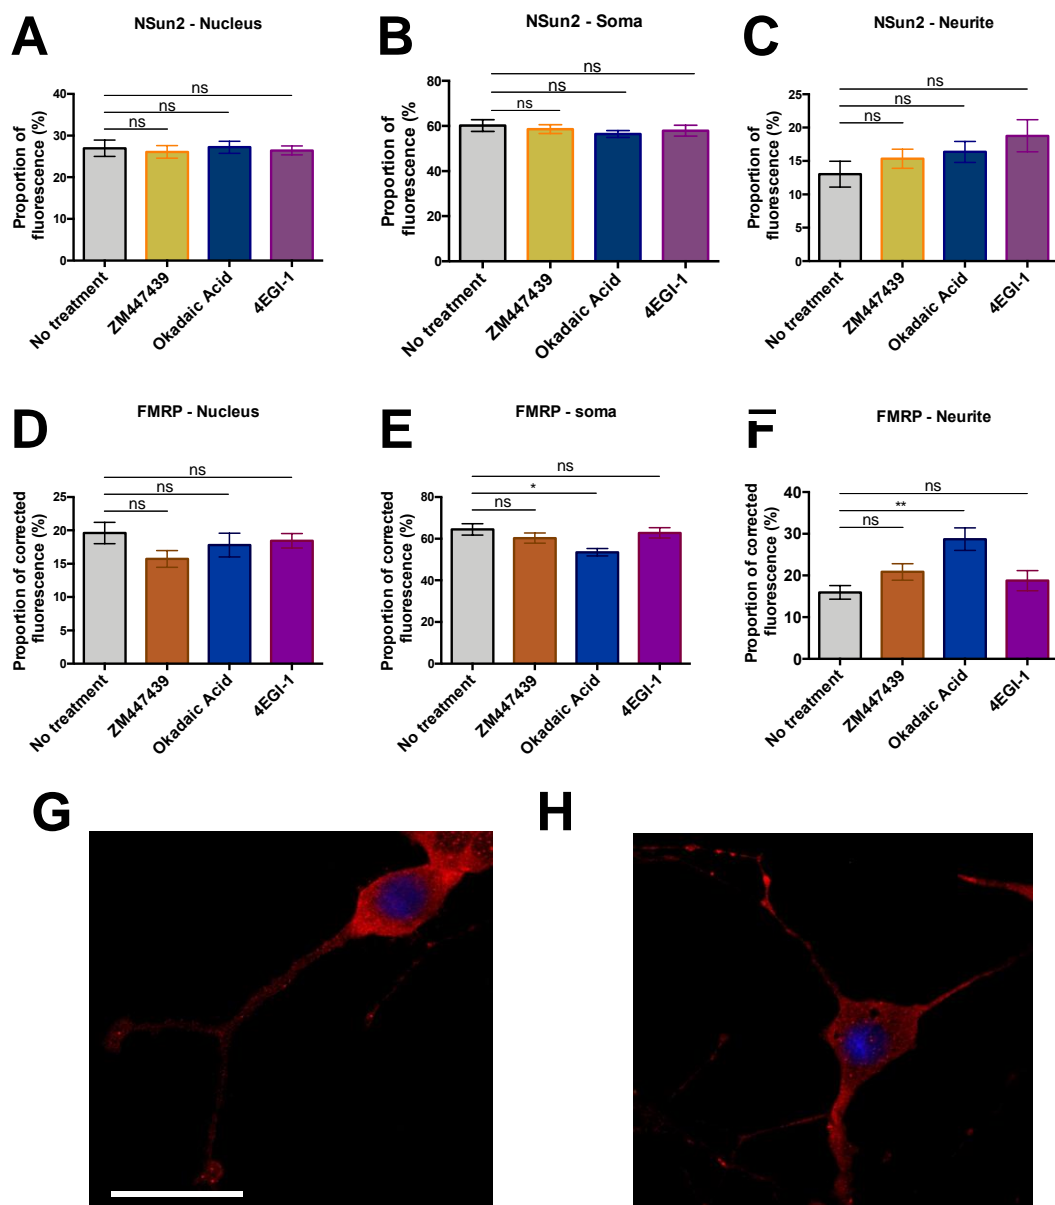 A
NSun2 - Nucleus
Proportion of
fluorescence (%)
50
40
30
20
10
0
ns
ns
ns
No treatment
ZM447439
Okadaic Acid
4EGI-1
B
NSun2 - Soma
Proportion of
fluorescence (%)
80
60
40
20
0
ns
ns
ns
No treatment
ZM447439
Okadaic Acid
4EGI-1
C
NSun2 - Neurite
Proportion of
fluorescence (%)
25
20
15
10
5
0
ns
ns
ns
No treatment
ZM447439
Okadaic Acid
4EGI-1
D
FMRP - Nucleus
Proportion of corrected
fluorescence (%)
25
20
15
10
5
0
ns
ns
ns
No treatment
ZM447439
Okadaic Acid
4EGI-1
E
FMRP - soma
Proportion of corrected
fluorescence (%)
80
60
40
20
0
ns
*
ns
No treatment
ZM447439
Okadaic Acid
4EGI-1
F
FMRP - Neurite
Proportion of corrected
fluorescence (%)
40
30
20
10
0
ns
**
ns
No treatment
ZM447439
Okadaic Acid
4EGI-1
G
H